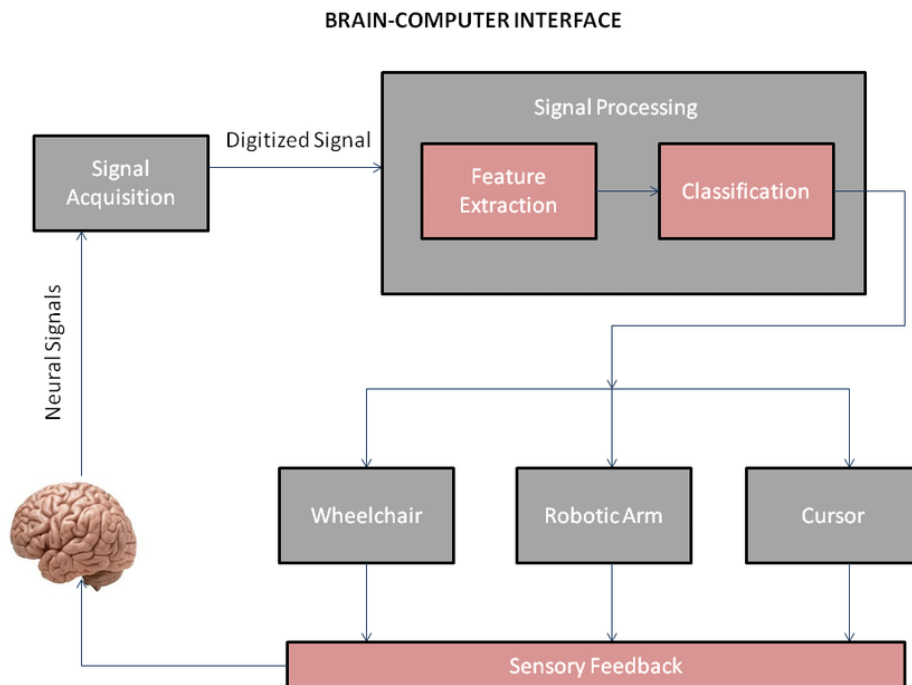 BRAIN-COMPUTER INTERFACE
Signal Processing
Digitized Signal
Signal
Acquisition
Feature
Extraction
Classification
Neural Signals
Wheelchair
Robotic Arm
Cursor
Sensory Feedback